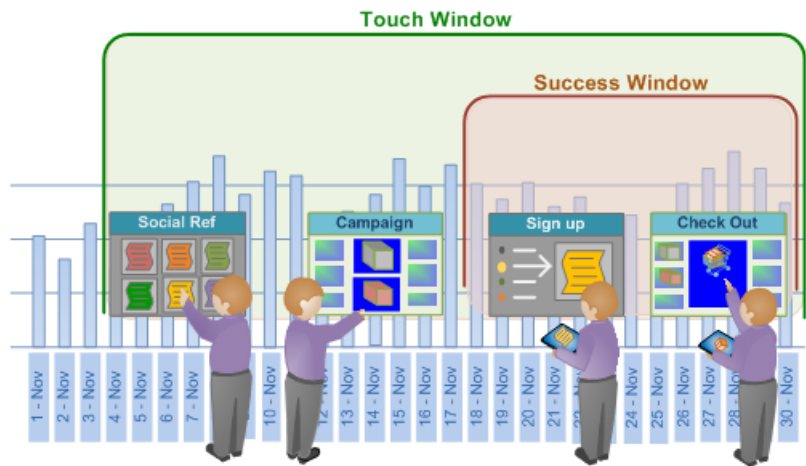 Touch Window
Success Window
Social Ref
Campaign
Sign up
Check Out
1 - Nov
2 - Nov
3 - Nov
4 - Nov
5 - Nov
6 - Nov
7 - Nov
10 - Nov
12 - Nov
13 - Nov
14 - Nov
15 - Nov
16 - Nov
17 - Nov
18 - Nov
19 - Nov
20 - Nov
21 - Nov
24 - Nov
25 - Nov
26 - Nov
27 - Nov
28 - Nov
30 - Nov